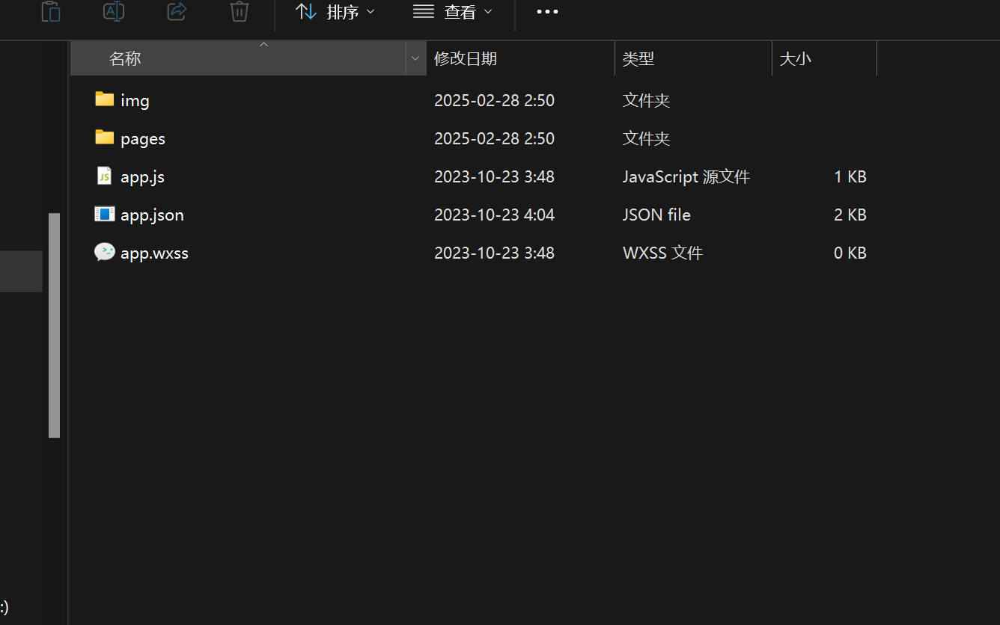 排序 查看
名称 修改日期 类型 大小
img 2025-02-28 2:50 文件夹
pages 2025-02-28 2:50 文件夹
app.js 2023-10-23 3:48 JavaScript 源文件 1 KB
app.json 2023-10-23 4:04 JSON file 2 KB
app.wxss 2023-10-23 3:48 WXSS 文件 0 KB
:)